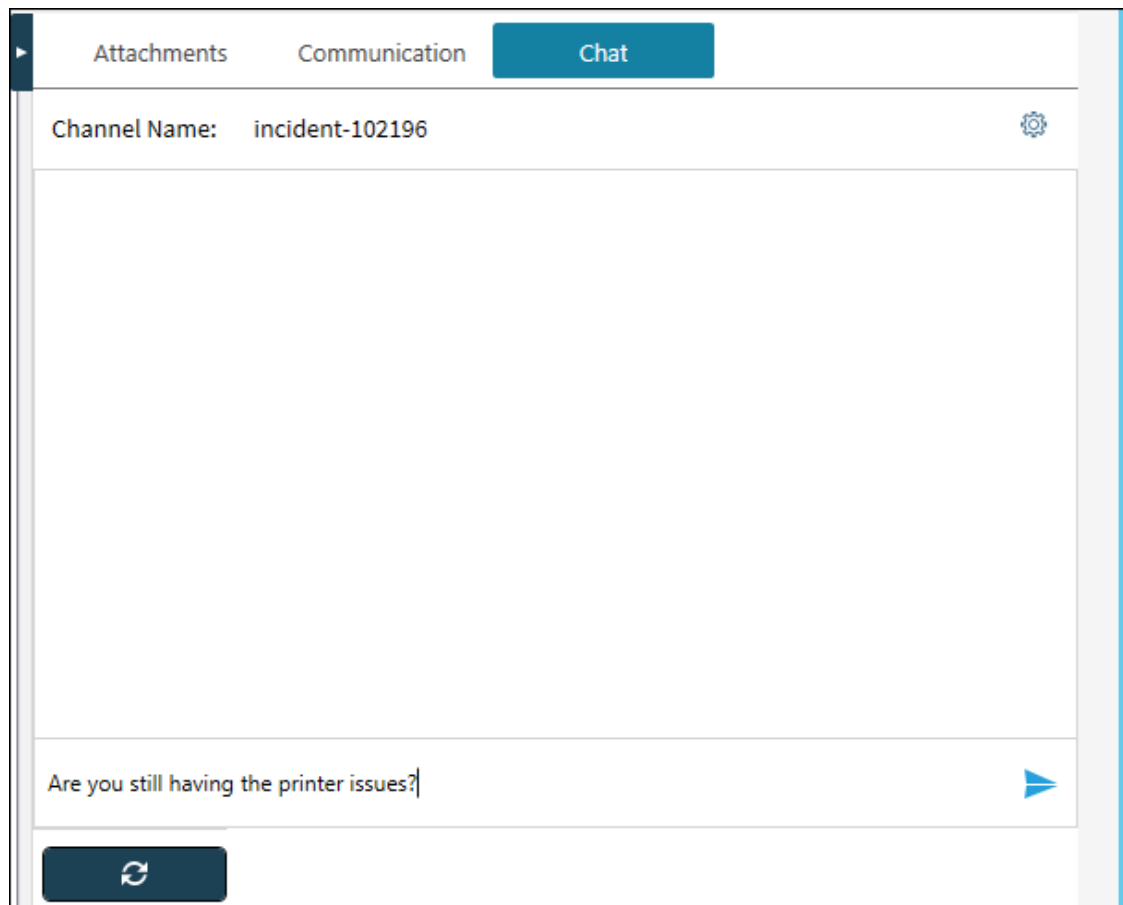 Attachments Communication Chat
Channel Name: incident-102196
Are you still having the printer issues?